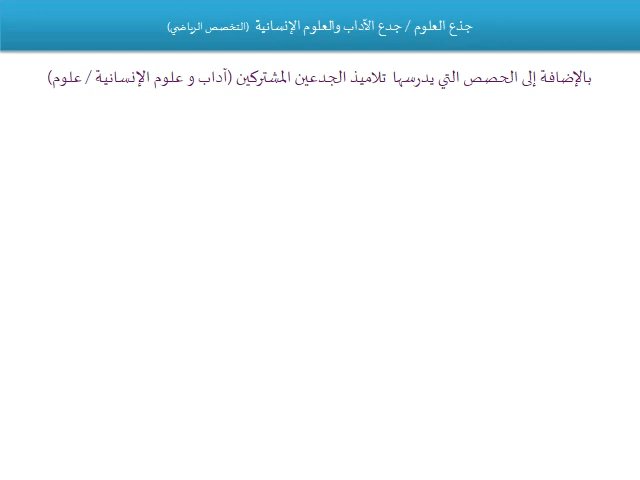 جذع العلوم / جدع الآداب والعلوم الإنسانية (التخصص الرياضي)
بالإضافة إلى الحصص التي يدرسها تلاميذ الجدعين المشتركين (آداب و علوم الإنسانية / علوم)